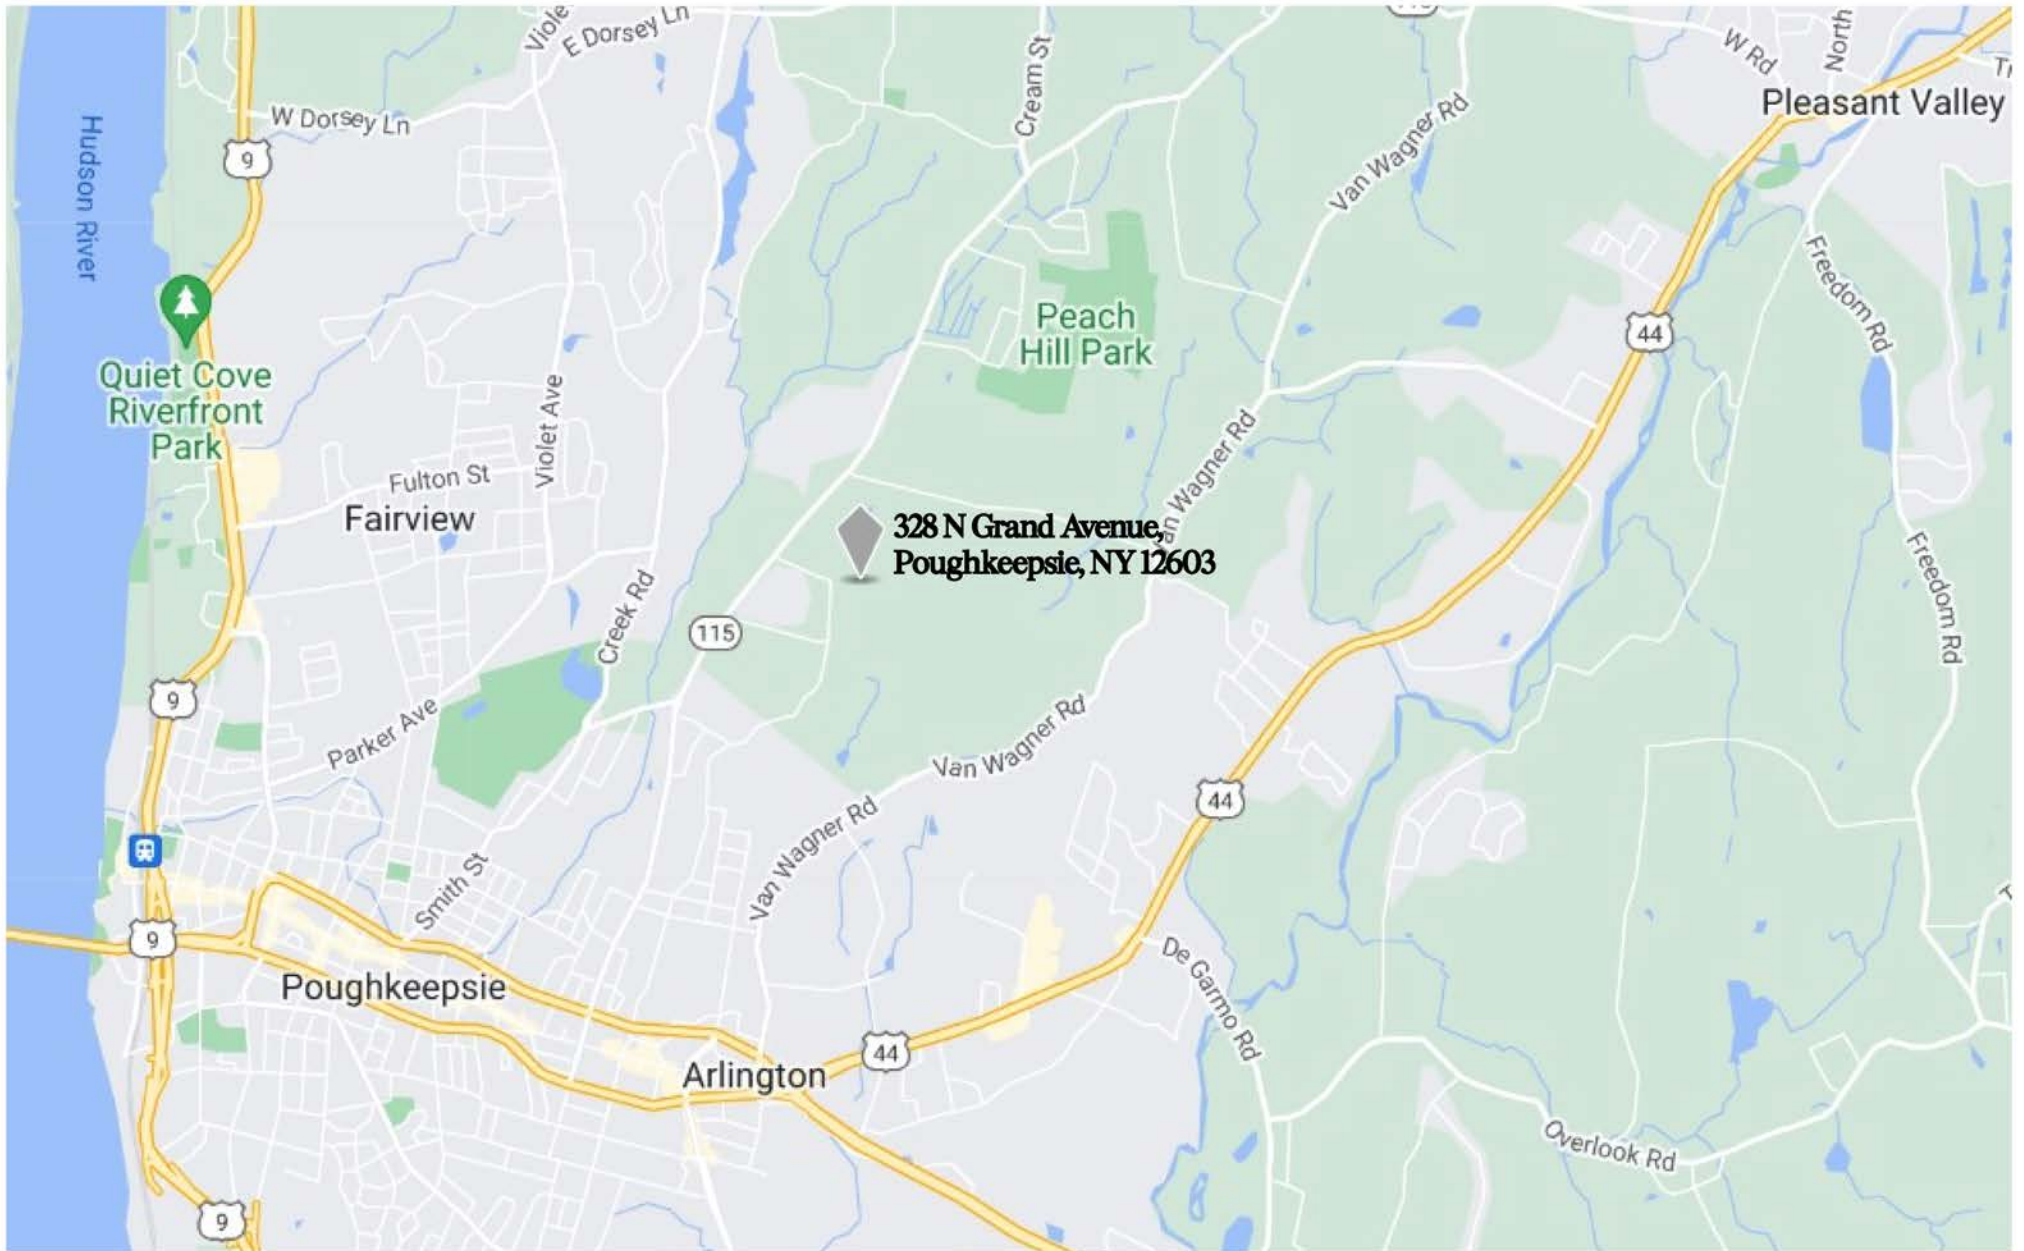 Viole
E Dorsey Ln
Cream St
W Rd
North
Pleasant Valley
W Dorsey Ln
Hudson River
9
Van Wagner Rd
Freedom Rd
Peach
Hill Park
44
Quiet Cove
Riverfront
Park
Violet Ave
Fulton St
Fairview
Van Wagner Rd
328 N Grand Avenue,
Poughkeepsie, NY 12603
Freedom Rd
Creek Rd
115
9
Parker Ave
Van Wagner Rd
44
Van Wagner Rd
Smith St
9
De Garmo Rd
Poughkeepsie
44
Arlington
Overlook Rd
9